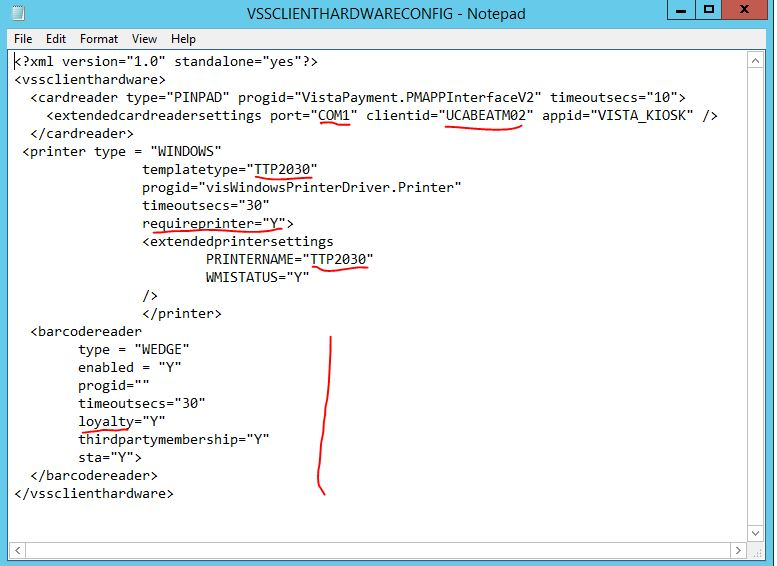 VSSCLIENTHARDWARECONFIG - Notepad
File Edit Format View Help
<?xml version="1.0" standalone="yes"?>
<vssclienthardware>
<cardreader type="PINPAD" progid="VistaPayment.PMAPPInterfaceV2" timeoutsecs="10">
<extendedcardreadersettings port="COM1" clientid="UCABEATM02" appid="VISTA_KIOSK" />
</cardreader>
<printer type = "WINDOWS"
templatetype="TTP2030"
progid="visWindowsPrinterDriver.Printer"
timeoutsecs="30"
requireprinter="Y">
<extendedprintersettings
PRINTERNAME="TTP2030"
WMISTATUS="Y"
/>
</printer>
<barcodereader
type = "WEDGE"
enabled = "Y"
progid=""
timeoutsecs="30"
loyalty="Y"
thirdpartymembership="Y"
sta="Y">
</barcodereader>
</vssclienthardware>